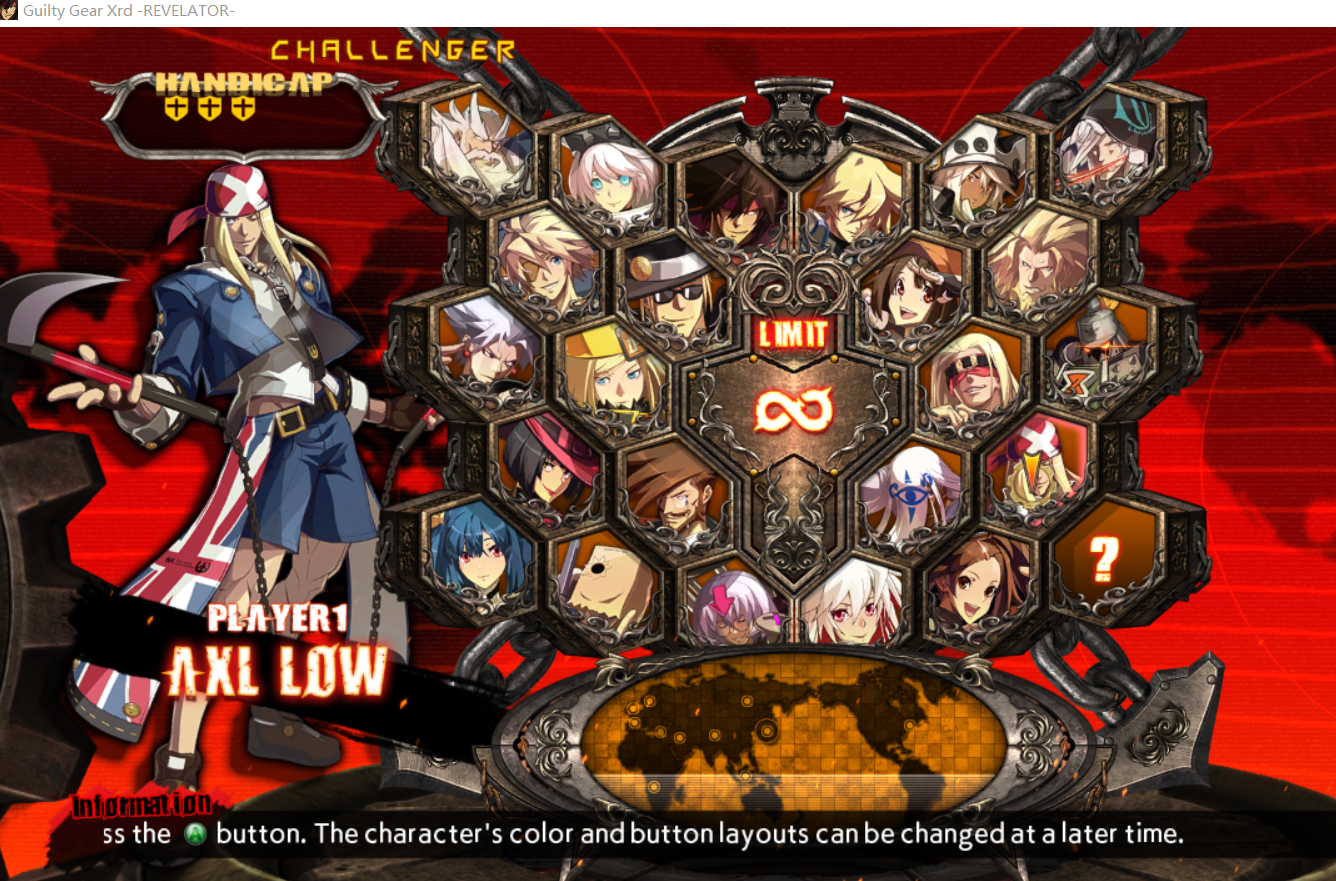 Guilty Gear Xrd -REVELATOR-
CHALLENGER
HANDICAP
LIMIT
∞
?
PLAYER1
AXL LOW
Information
ss the A button. The character's color and button layouts can be changed at a later time.